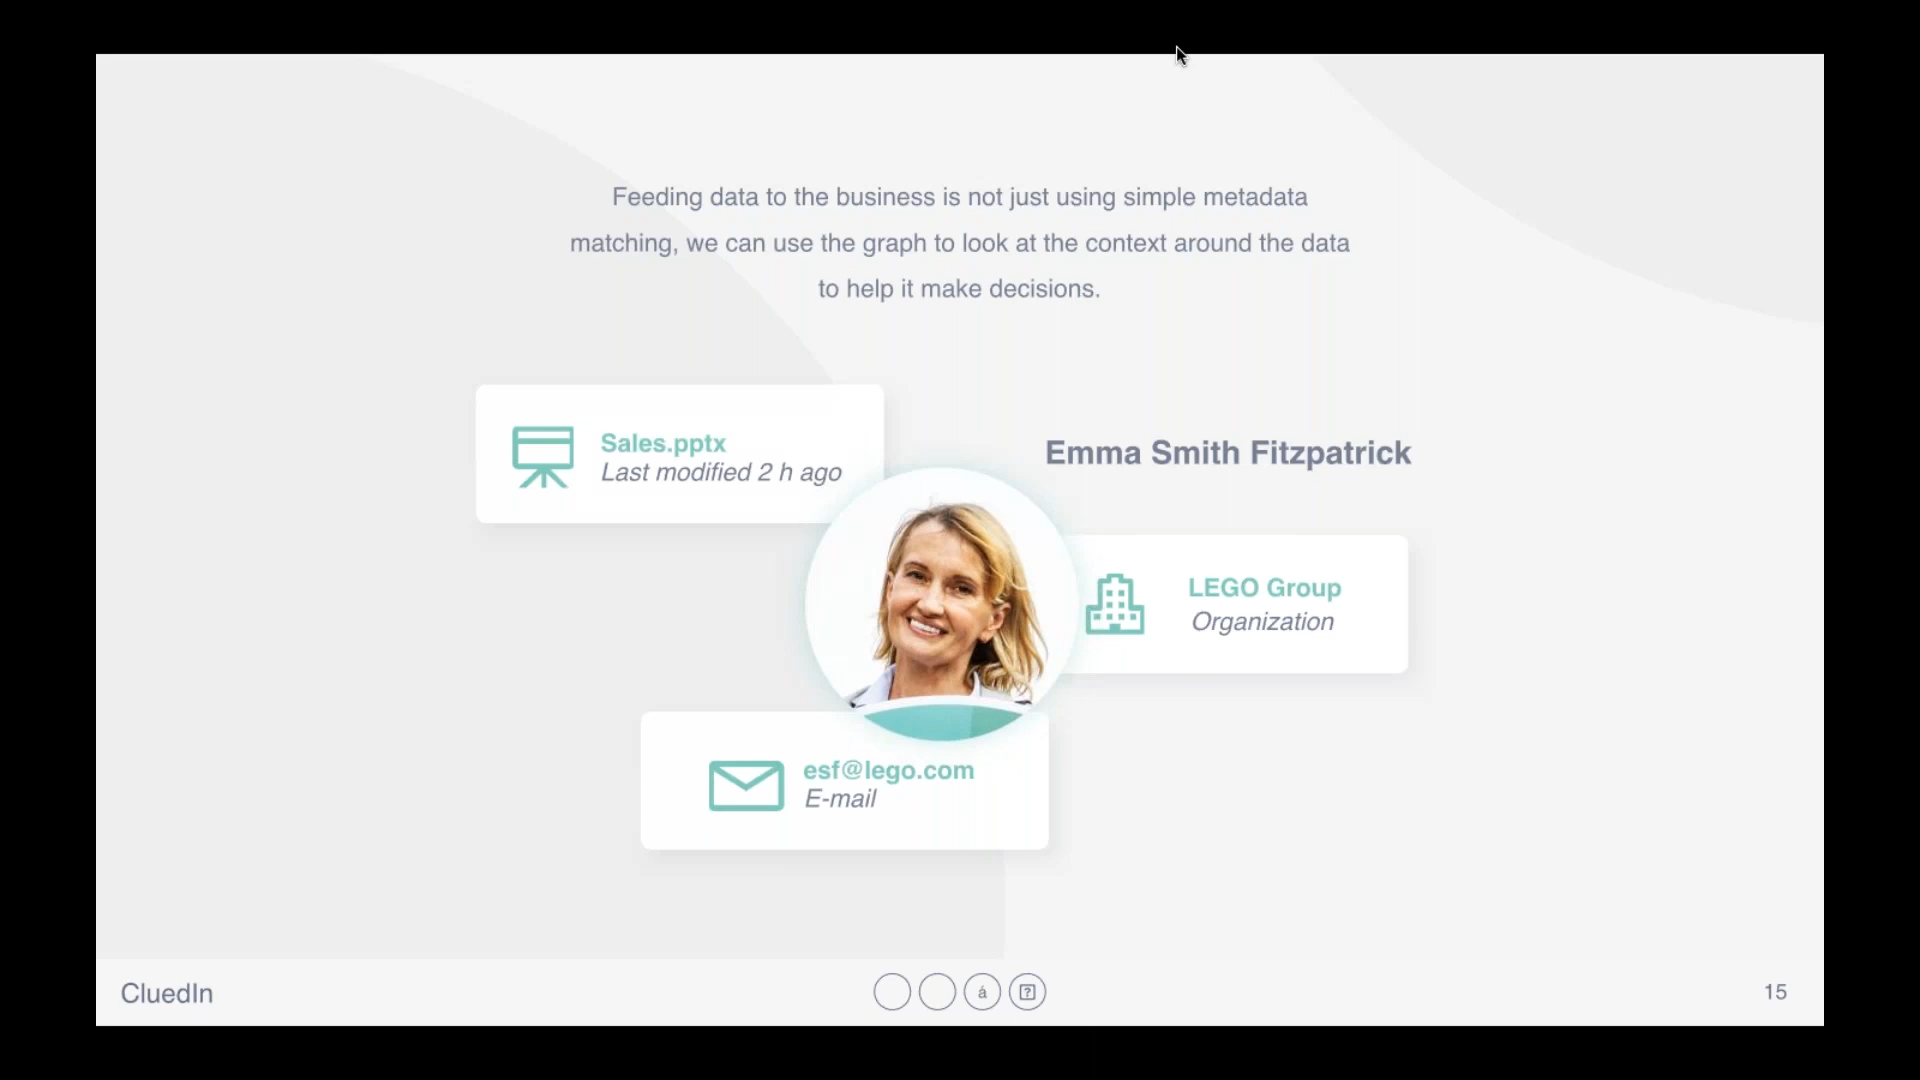 Feeding data to the business is not just using simple metadata
matching, we can use the graph to look at the context around the data
to help it make decisions.
Sales.pptx
Last modified 2 h ago
Emma Smith Fitzpatrick
LEGO Group
Organization
esf@lego.com
E-mail
CluedIn
á
?
15